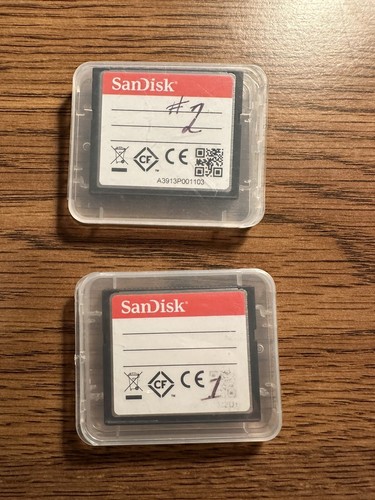 SanDisk
#2
CF CE
A3913P001103
SanDisk
CF CE 1